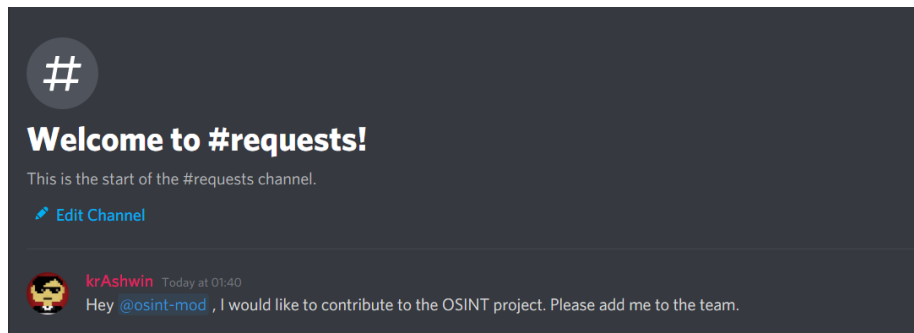 #
Welcome to #requests!
This is the start of the #requests channel.
Edit Channel
krAshwin Today at 01:40
Hey @osint-mod , I would like to contribute to the OSINT project. Please add me to the team.